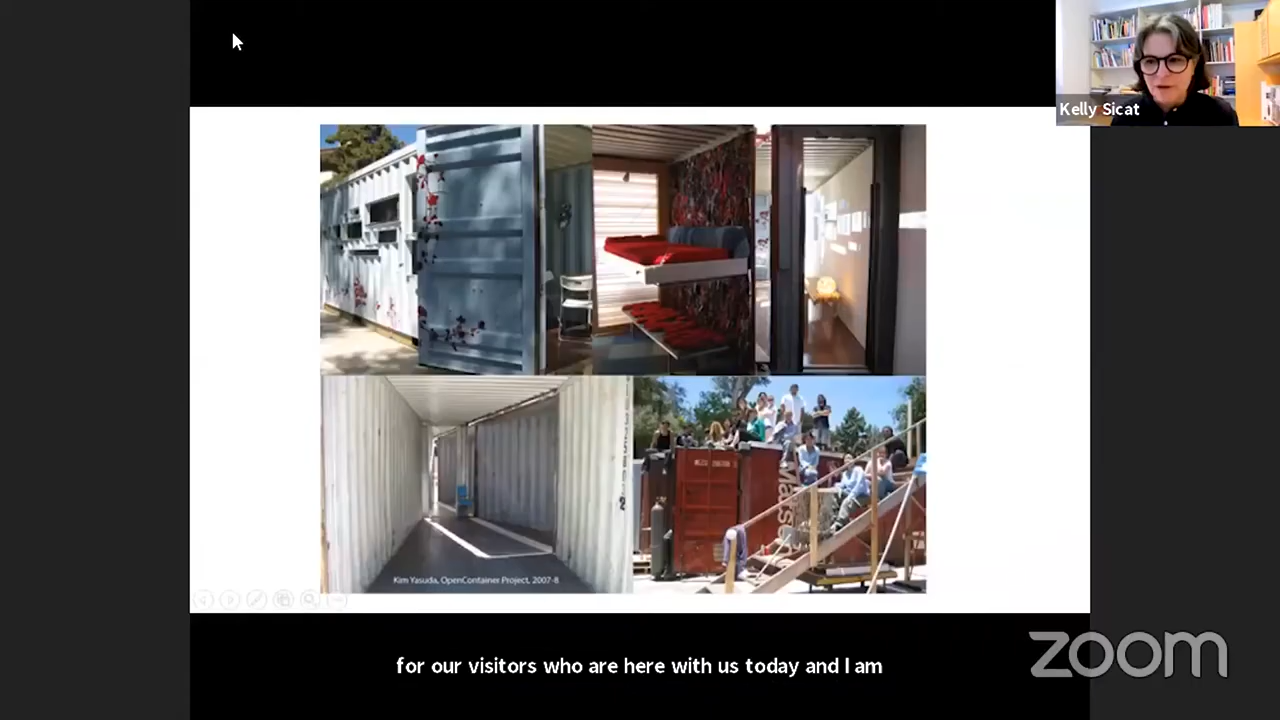 Kelly Sicat
Maersk
Kim Yasuda, OpenContainer Project, 2007-8
for our visitors who are here with us today and I am
zoom